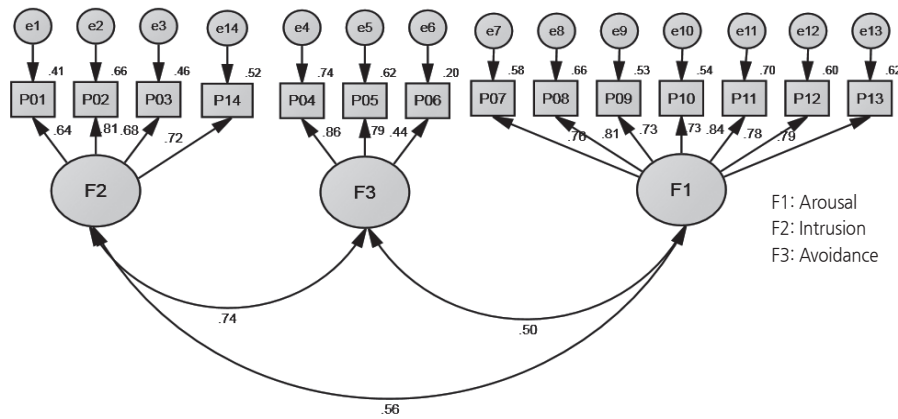 e1 e2 e3 e14 e4 e5 e6 e7 e8 e9 e10 e11 e12 e13
.41 .66 .46 .52 .74 .62 .20 .58 .66 .53 .54 .70 .60 .62
P01 P02 P03 P14 P04 P05 P06 P07 P08 P09 P10 P11 P12 P13
.64 .81 .68 .72 .86 .79 .44 .76 .81 .73 .73 .84 .78 .79
F2 F3 F1
F1: Arousal
F2: Intrusion
F3: Avoidance
.74 .50
.56